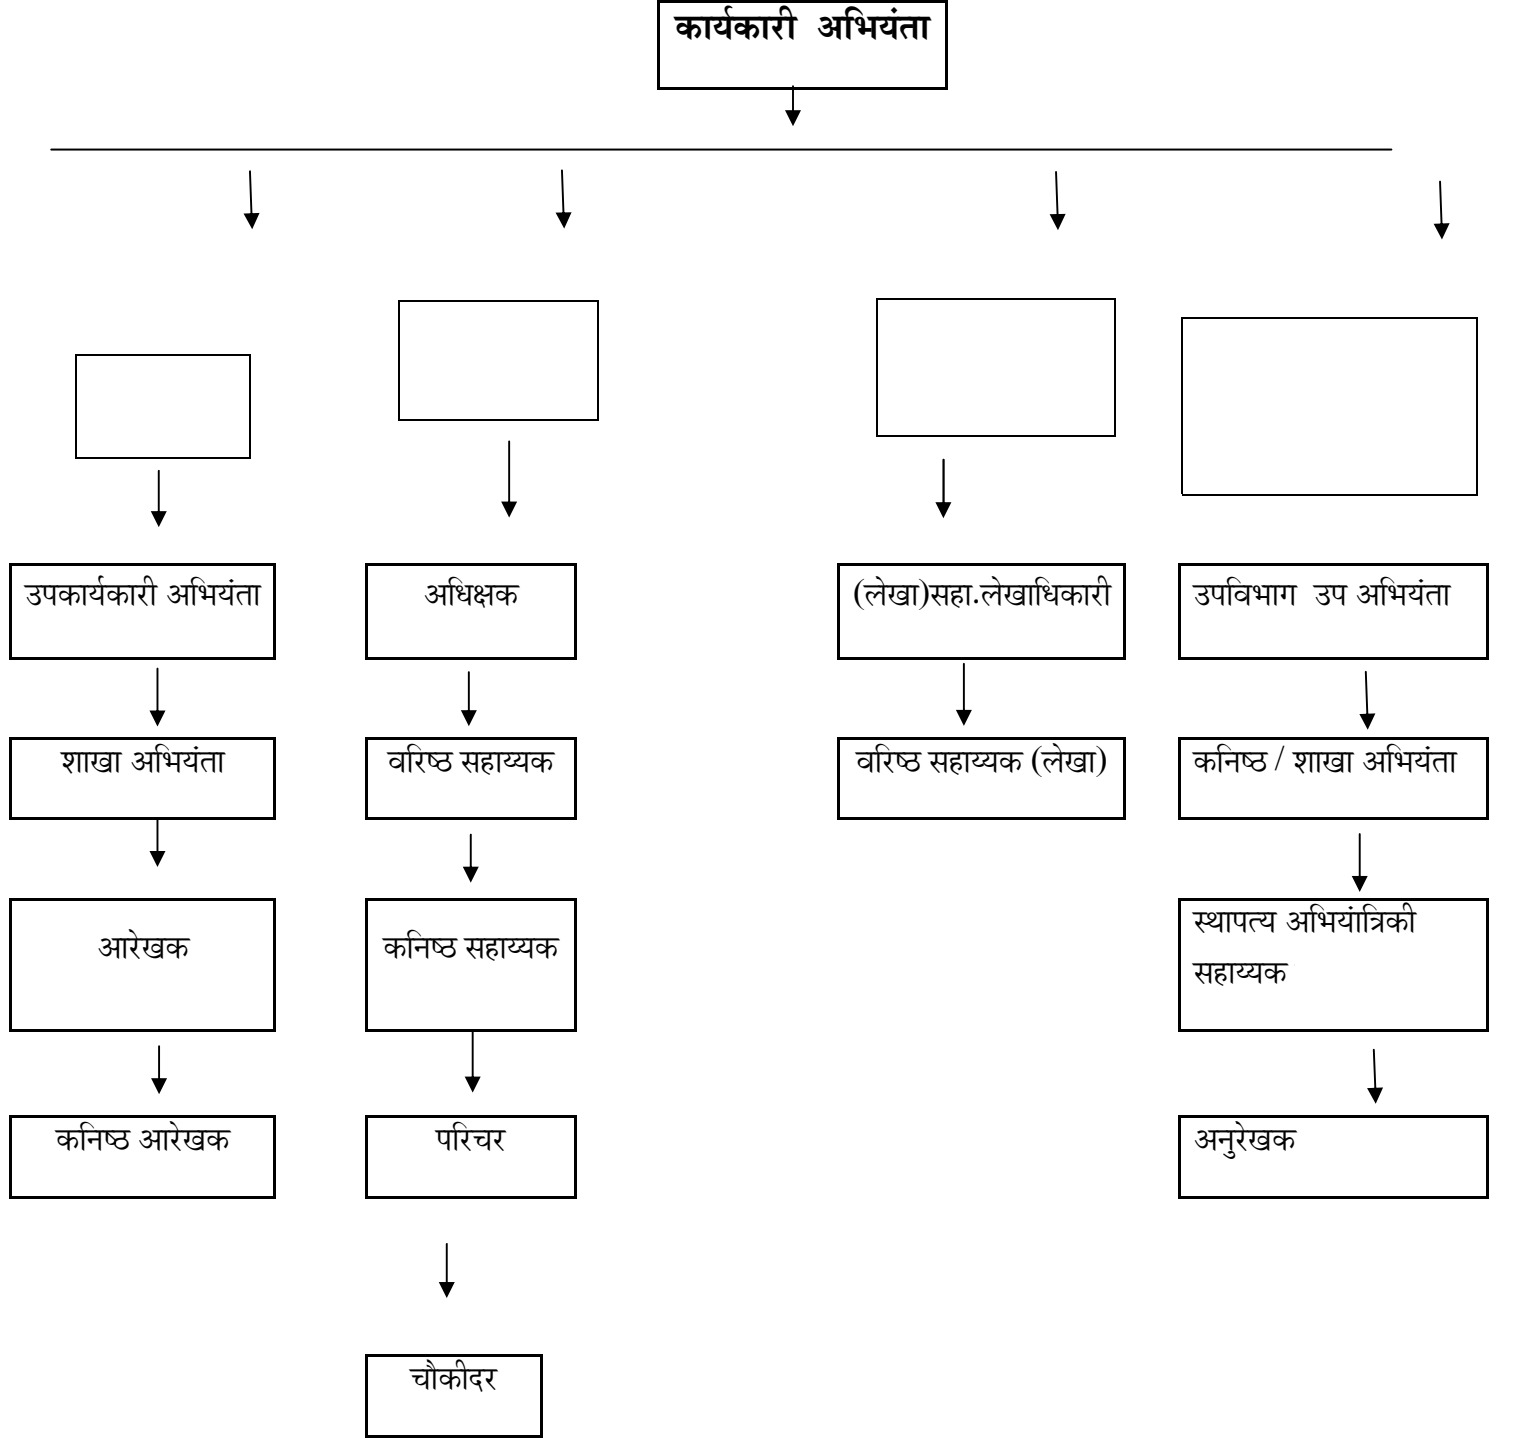 कार्यकारी अभियंता
उपकार्यकारी अभियंता
अधिक्षक
(लेखा)सहा.लेखाधिकारी
उपविभाग उप अभियंता
शाखा अभियंता
वरिष्ठ सहाय्यक
वरिष्ठ सहाय्यक (लेखा)
कनिष्ठ / शाखा अभियंता
आरेखक
कनिष्ठ सहाय्यक
स्थापत्य अभियांत्रिकी
सहाय्यक
कनिष्ठ आरेखक
परिचर
अनुरेखक
चौकीदर